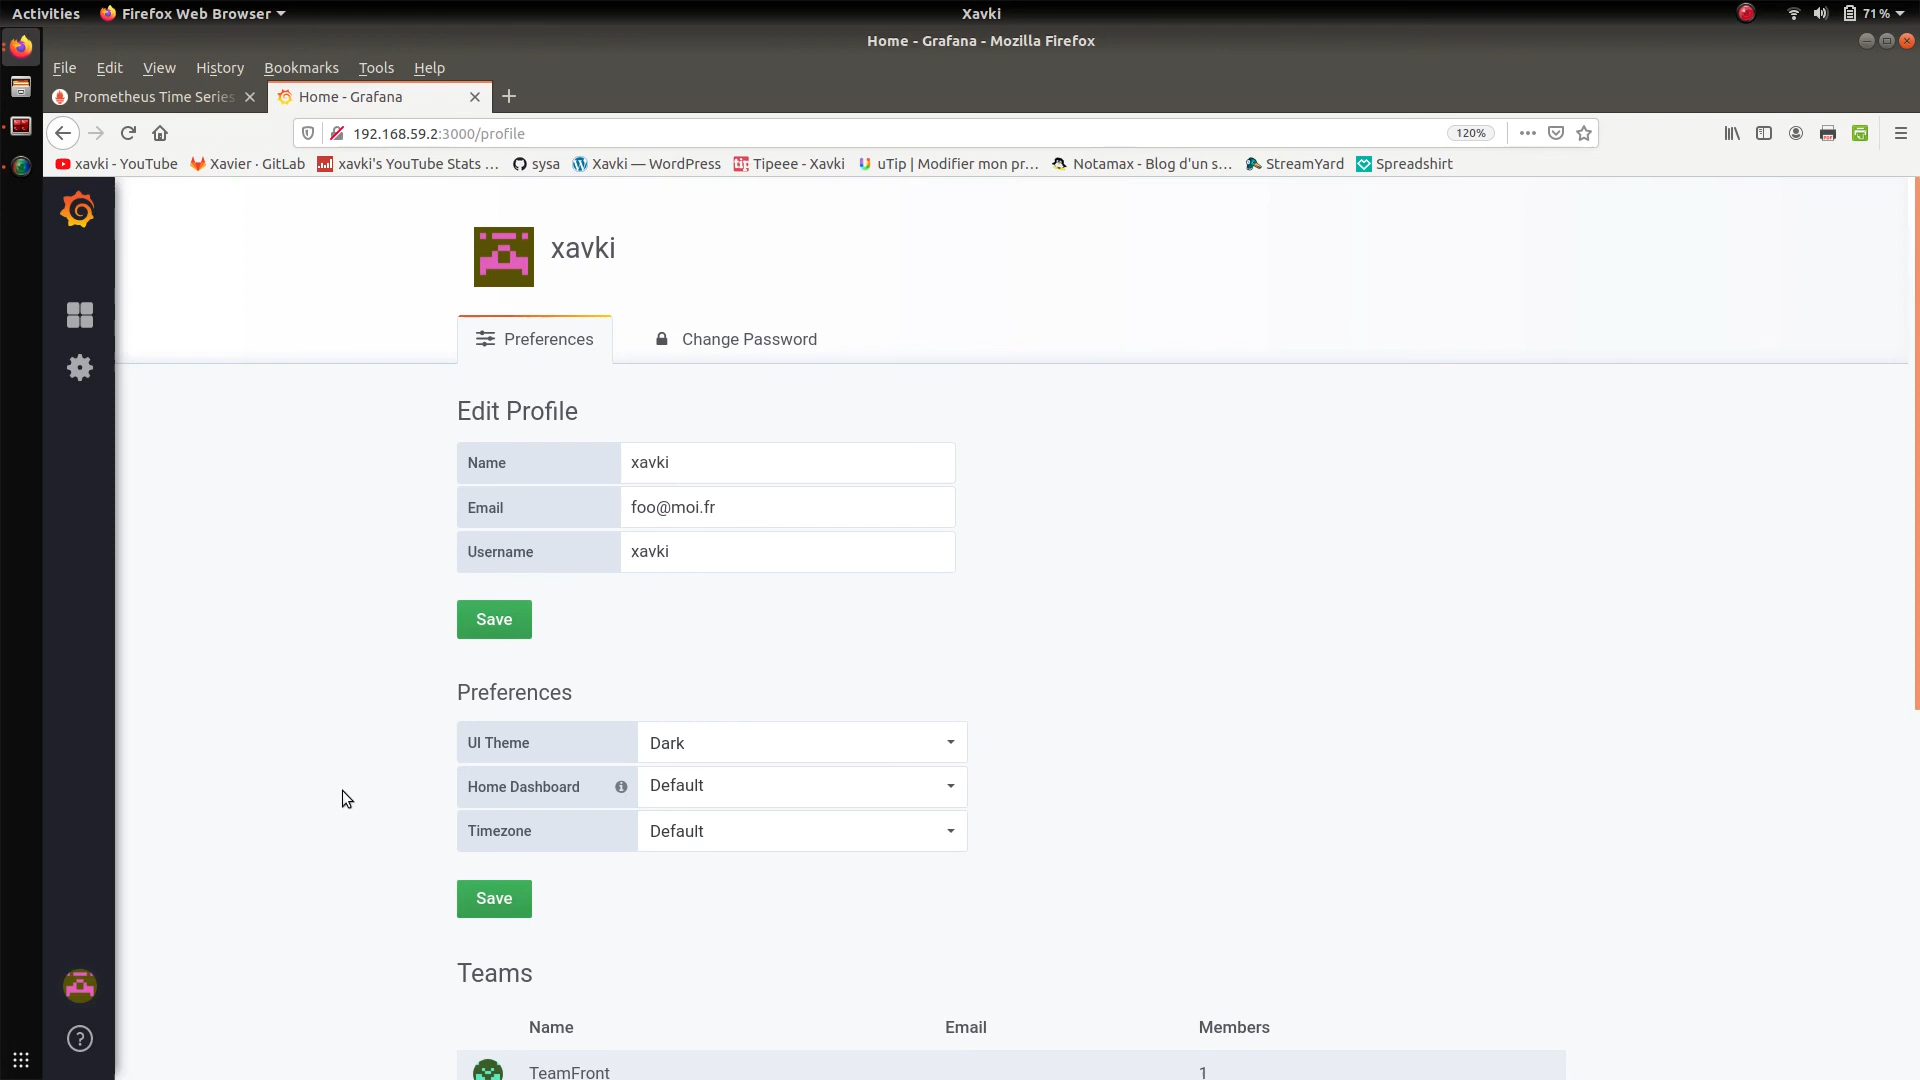 Activities Firefox Web Browser Xavki 71%
Home - Grafana - Mozilla Firefox
File Edit View History Bookmarks Tools Help
Prometheus Time Series Home - Grafana
192.168.59.2:3000/profile 120%
xavki - YouTube Xavier · GitLab xavki's YouTube Stats ... sysa Xavki — WordPress Tipeee - Xavki uTip | Modifier mon pr... Notamax - Blog d'un s... StreamYard Spreadshirt
xavki
Preferences Change Password
Edit Profile
Name xavki
Email foo@moi.fr
Username xavki
Save
Preferences
UI Theme Dark
Home Dashboard Default
Timezone Default
Save
Teams
Name Email Members
TeamFront 1